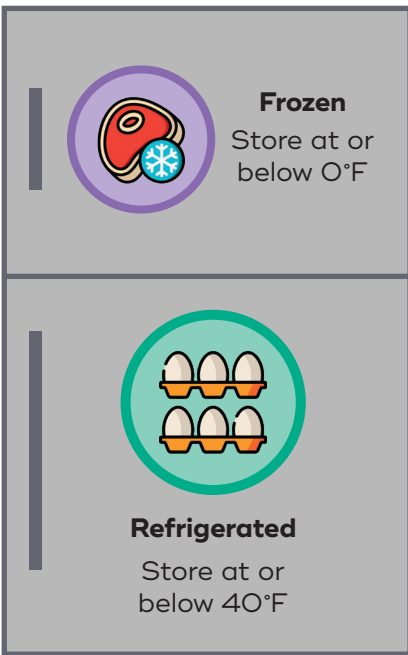 Frozen
Store at or
below 0°F
Refrigerated
Store at or
below 40°F